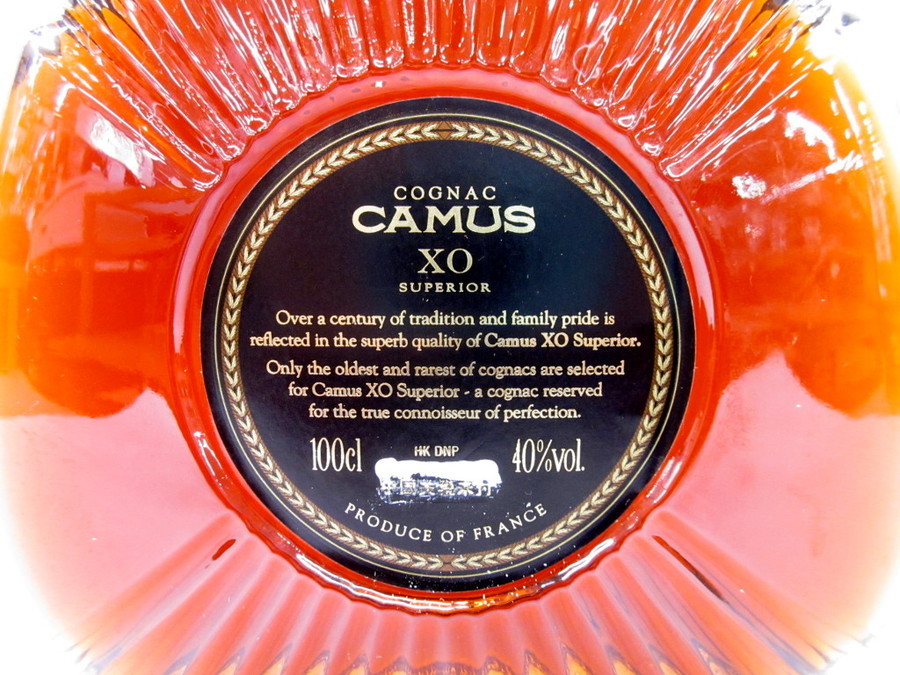 COGNAC
CAMUS
XO
SUPERIOR
Over a century of tradition and family pride is
reflected in the superb quality of Camus XO Superior.
Only the oldest and rarest of cognacs are selected
for Camus XO Superior - a cognac reserved
for the true connoisseur of perfection.
100cl HK DNP 40%vol.
PRODUCE OF FRANCE